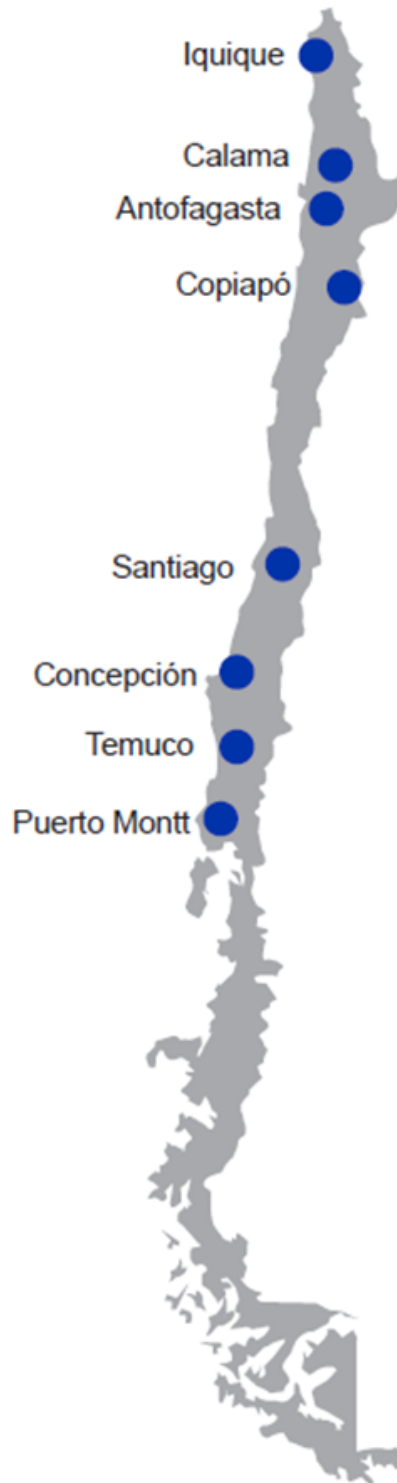 Iquique
Calama
Antofagasta
Copiapó
Santiago
Concepción
Temuco
Puerto Montt